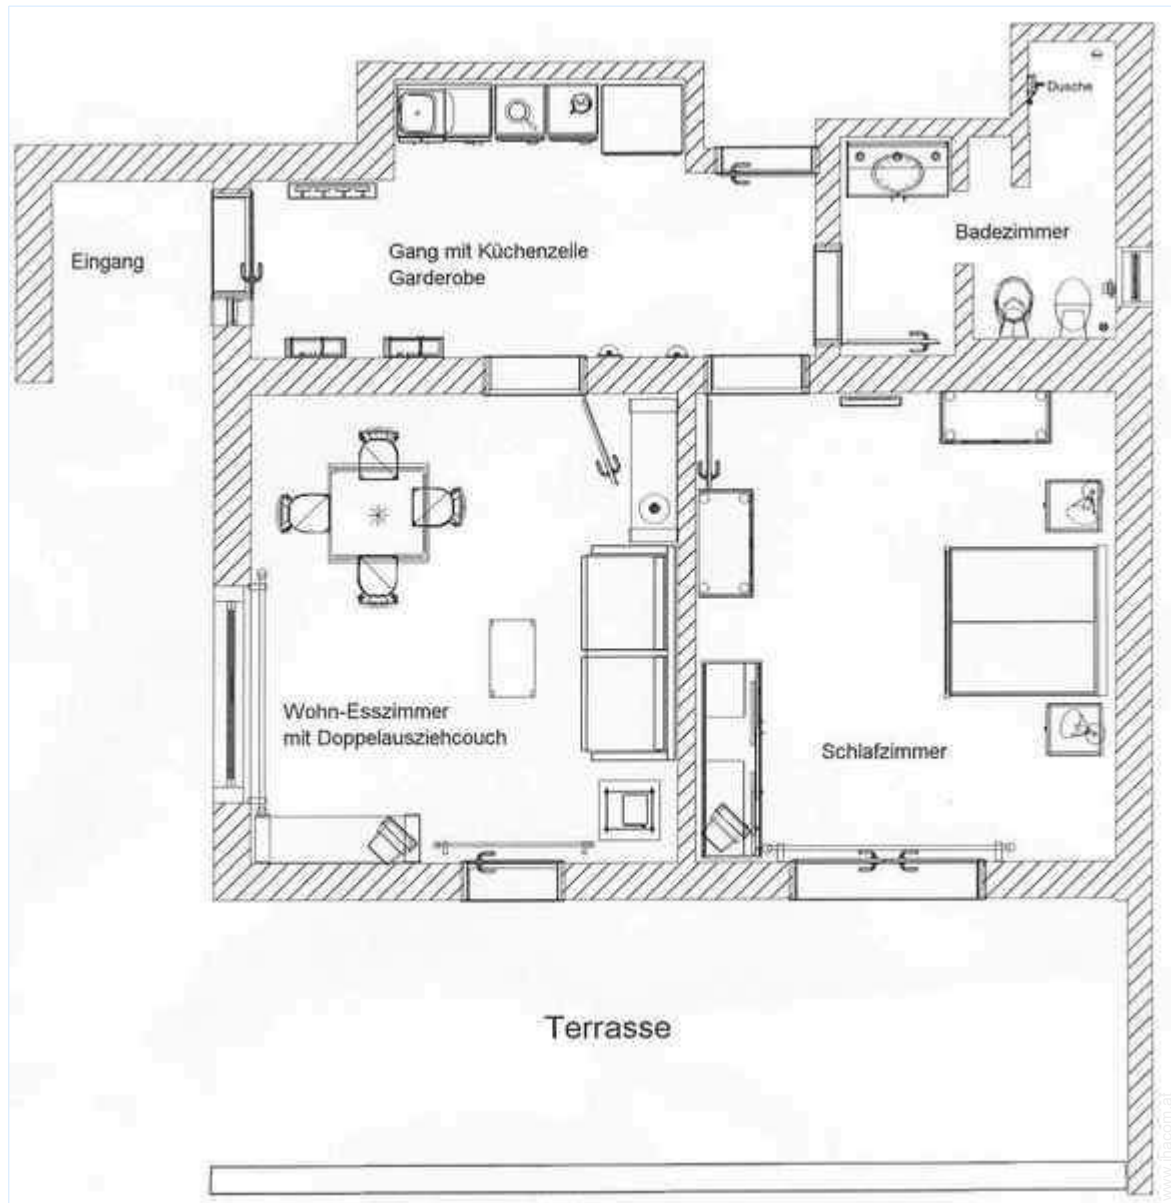 Dusche
Badezimmer
Eingang
Gang mit Küchenzeile
Garderobe
Wohn-Esszimmer
mit Doppelausziehcouch
Schlafzimmer
Terrasse